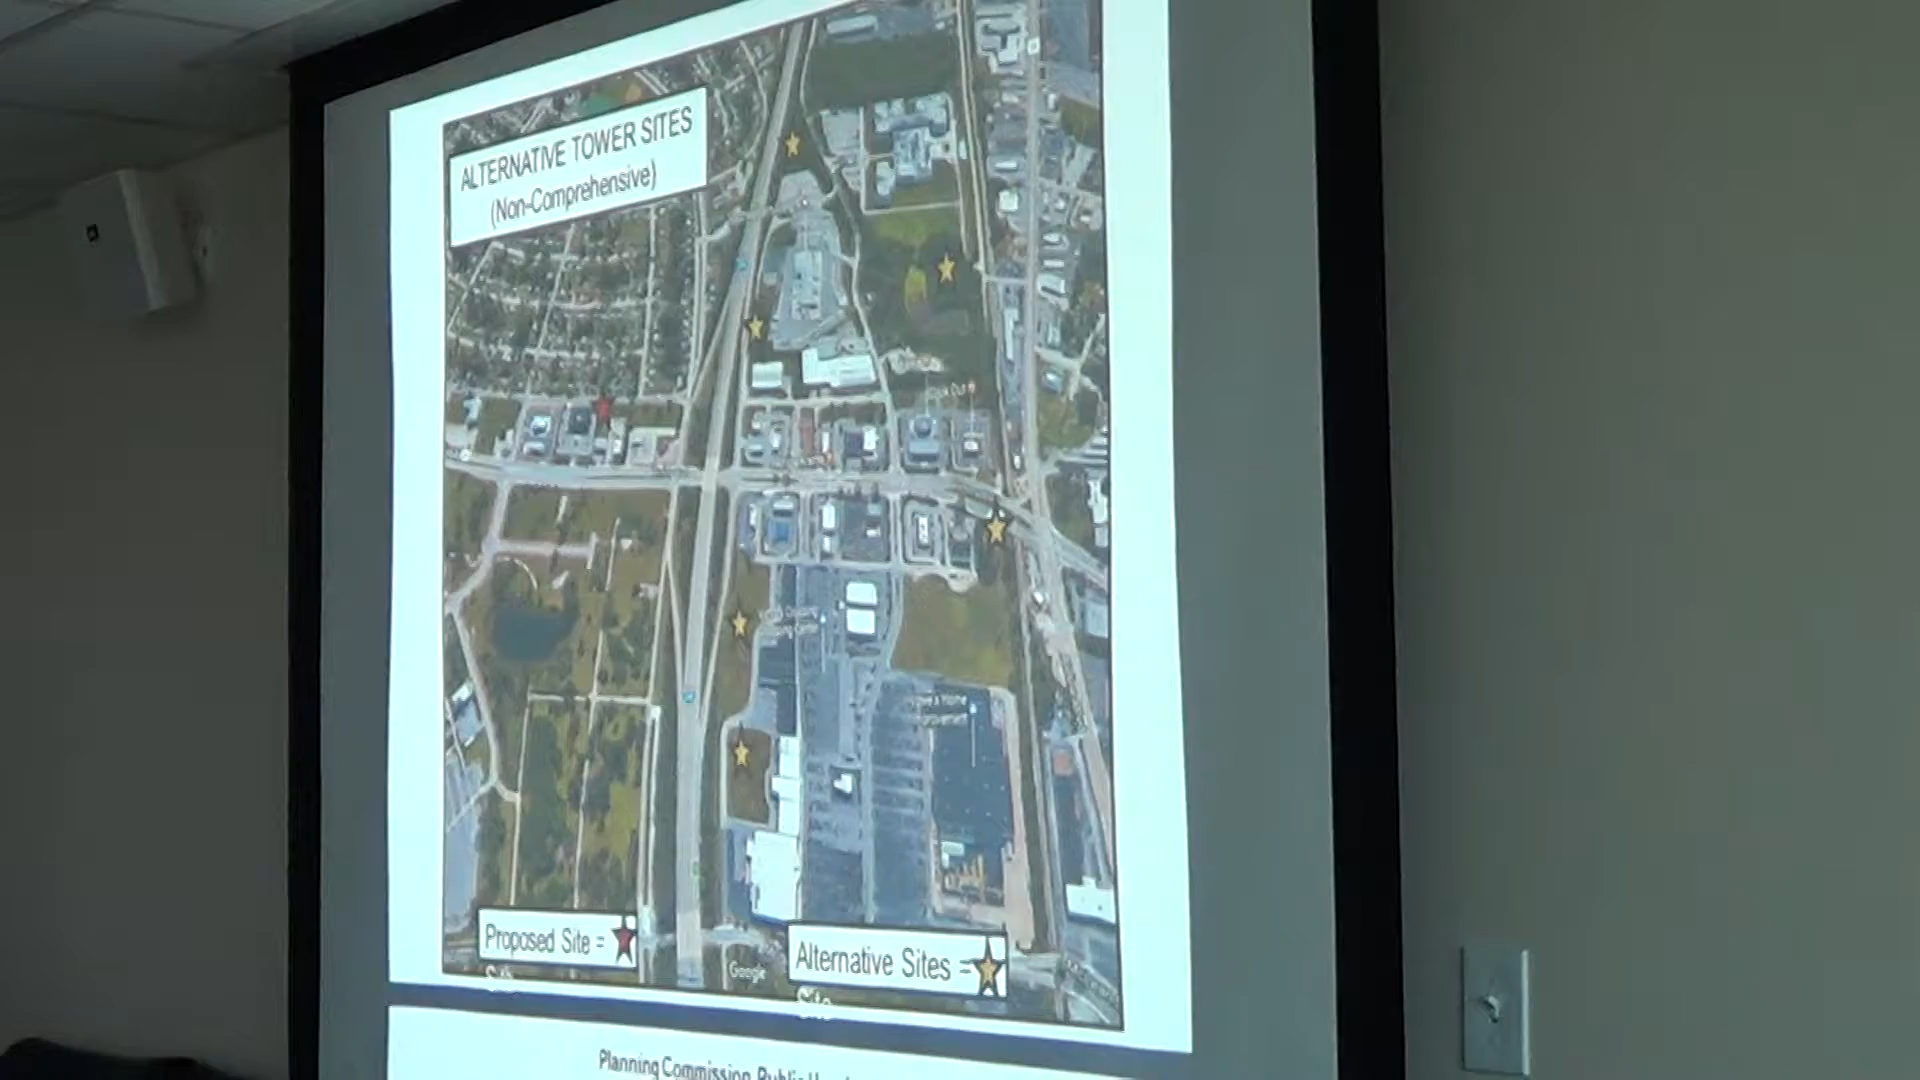 ALTERNATIVE TOWER SITES
(Non-Comprehensive)
Proposed Site =
Alternative Sites =
Google
Planning Commission Public